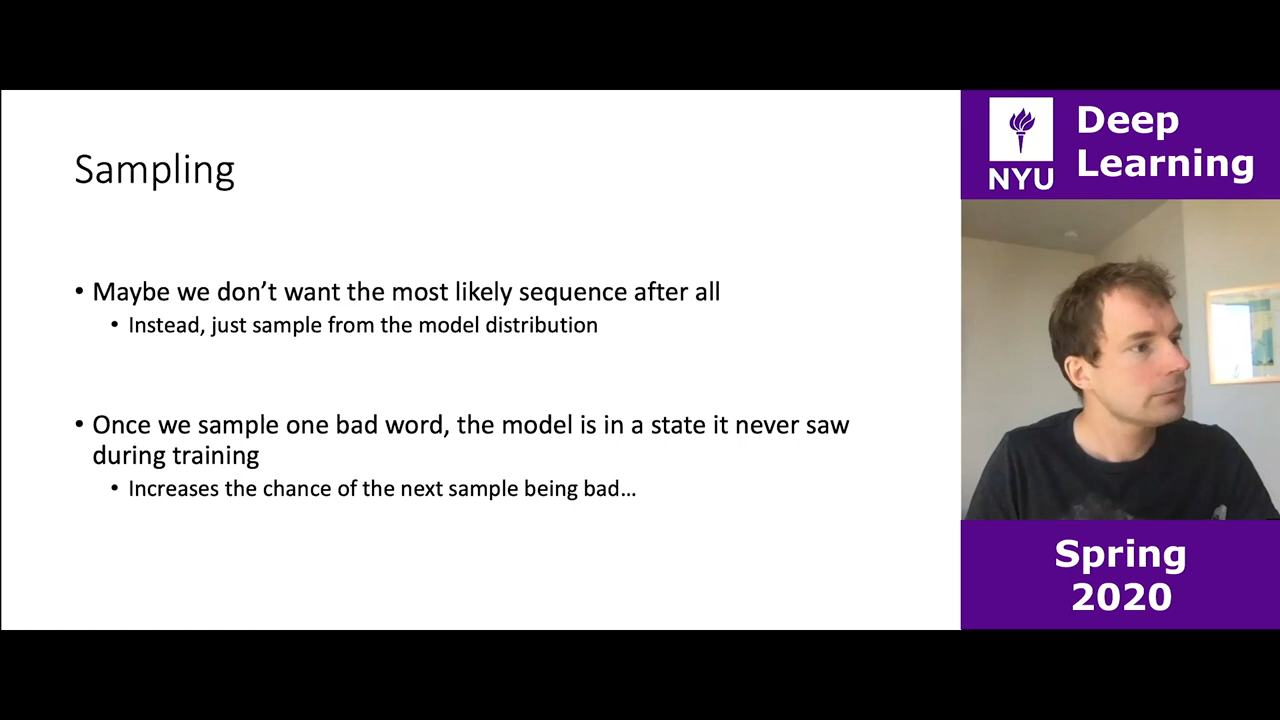 Sampling
• Maybe we don’t want the most likely sequence after all
• Instead, just sample from the model distribution
• Once we sample one bad word, the model is in a state it never saw
during training
• Increases the chance of the next sample being bad…
NYU
Deep
Learning
Spring
2020